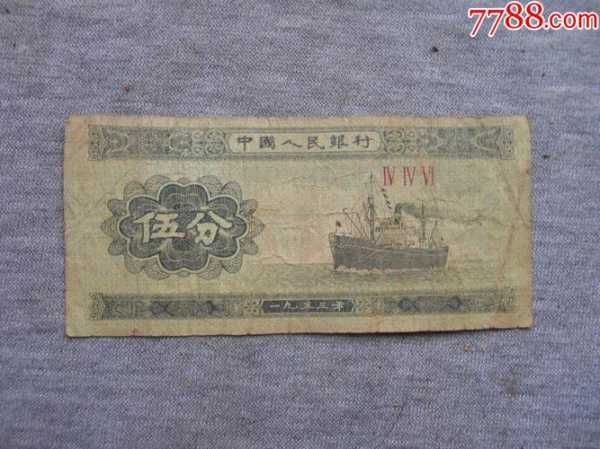 7788.com
中國人民銀行
IV IV VI
伍分
一九五三年